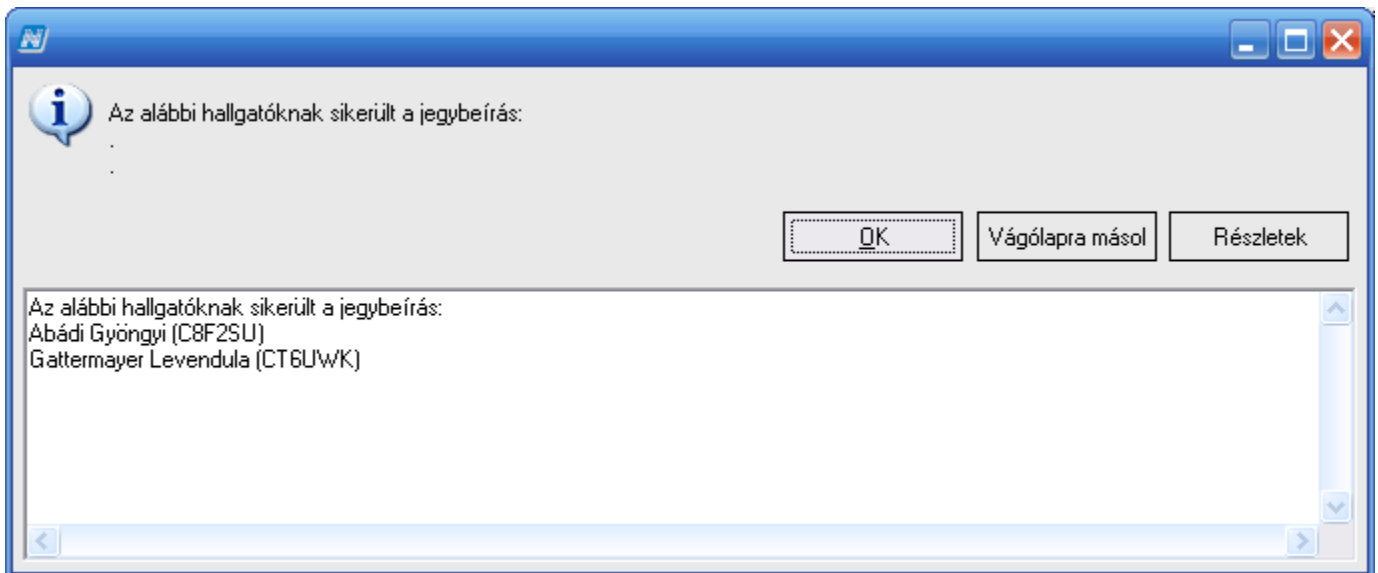 Az alábbi hallgatóknak sikerült a jegybeírás:
.
.
OK
Vágólapra másol
Részletek
Az alábbi hallgatóknak sikerült a jegybeírás:
Abádi Gyöngyi (C8F2SU)
Gattermayer Levendula (CT6UWK)